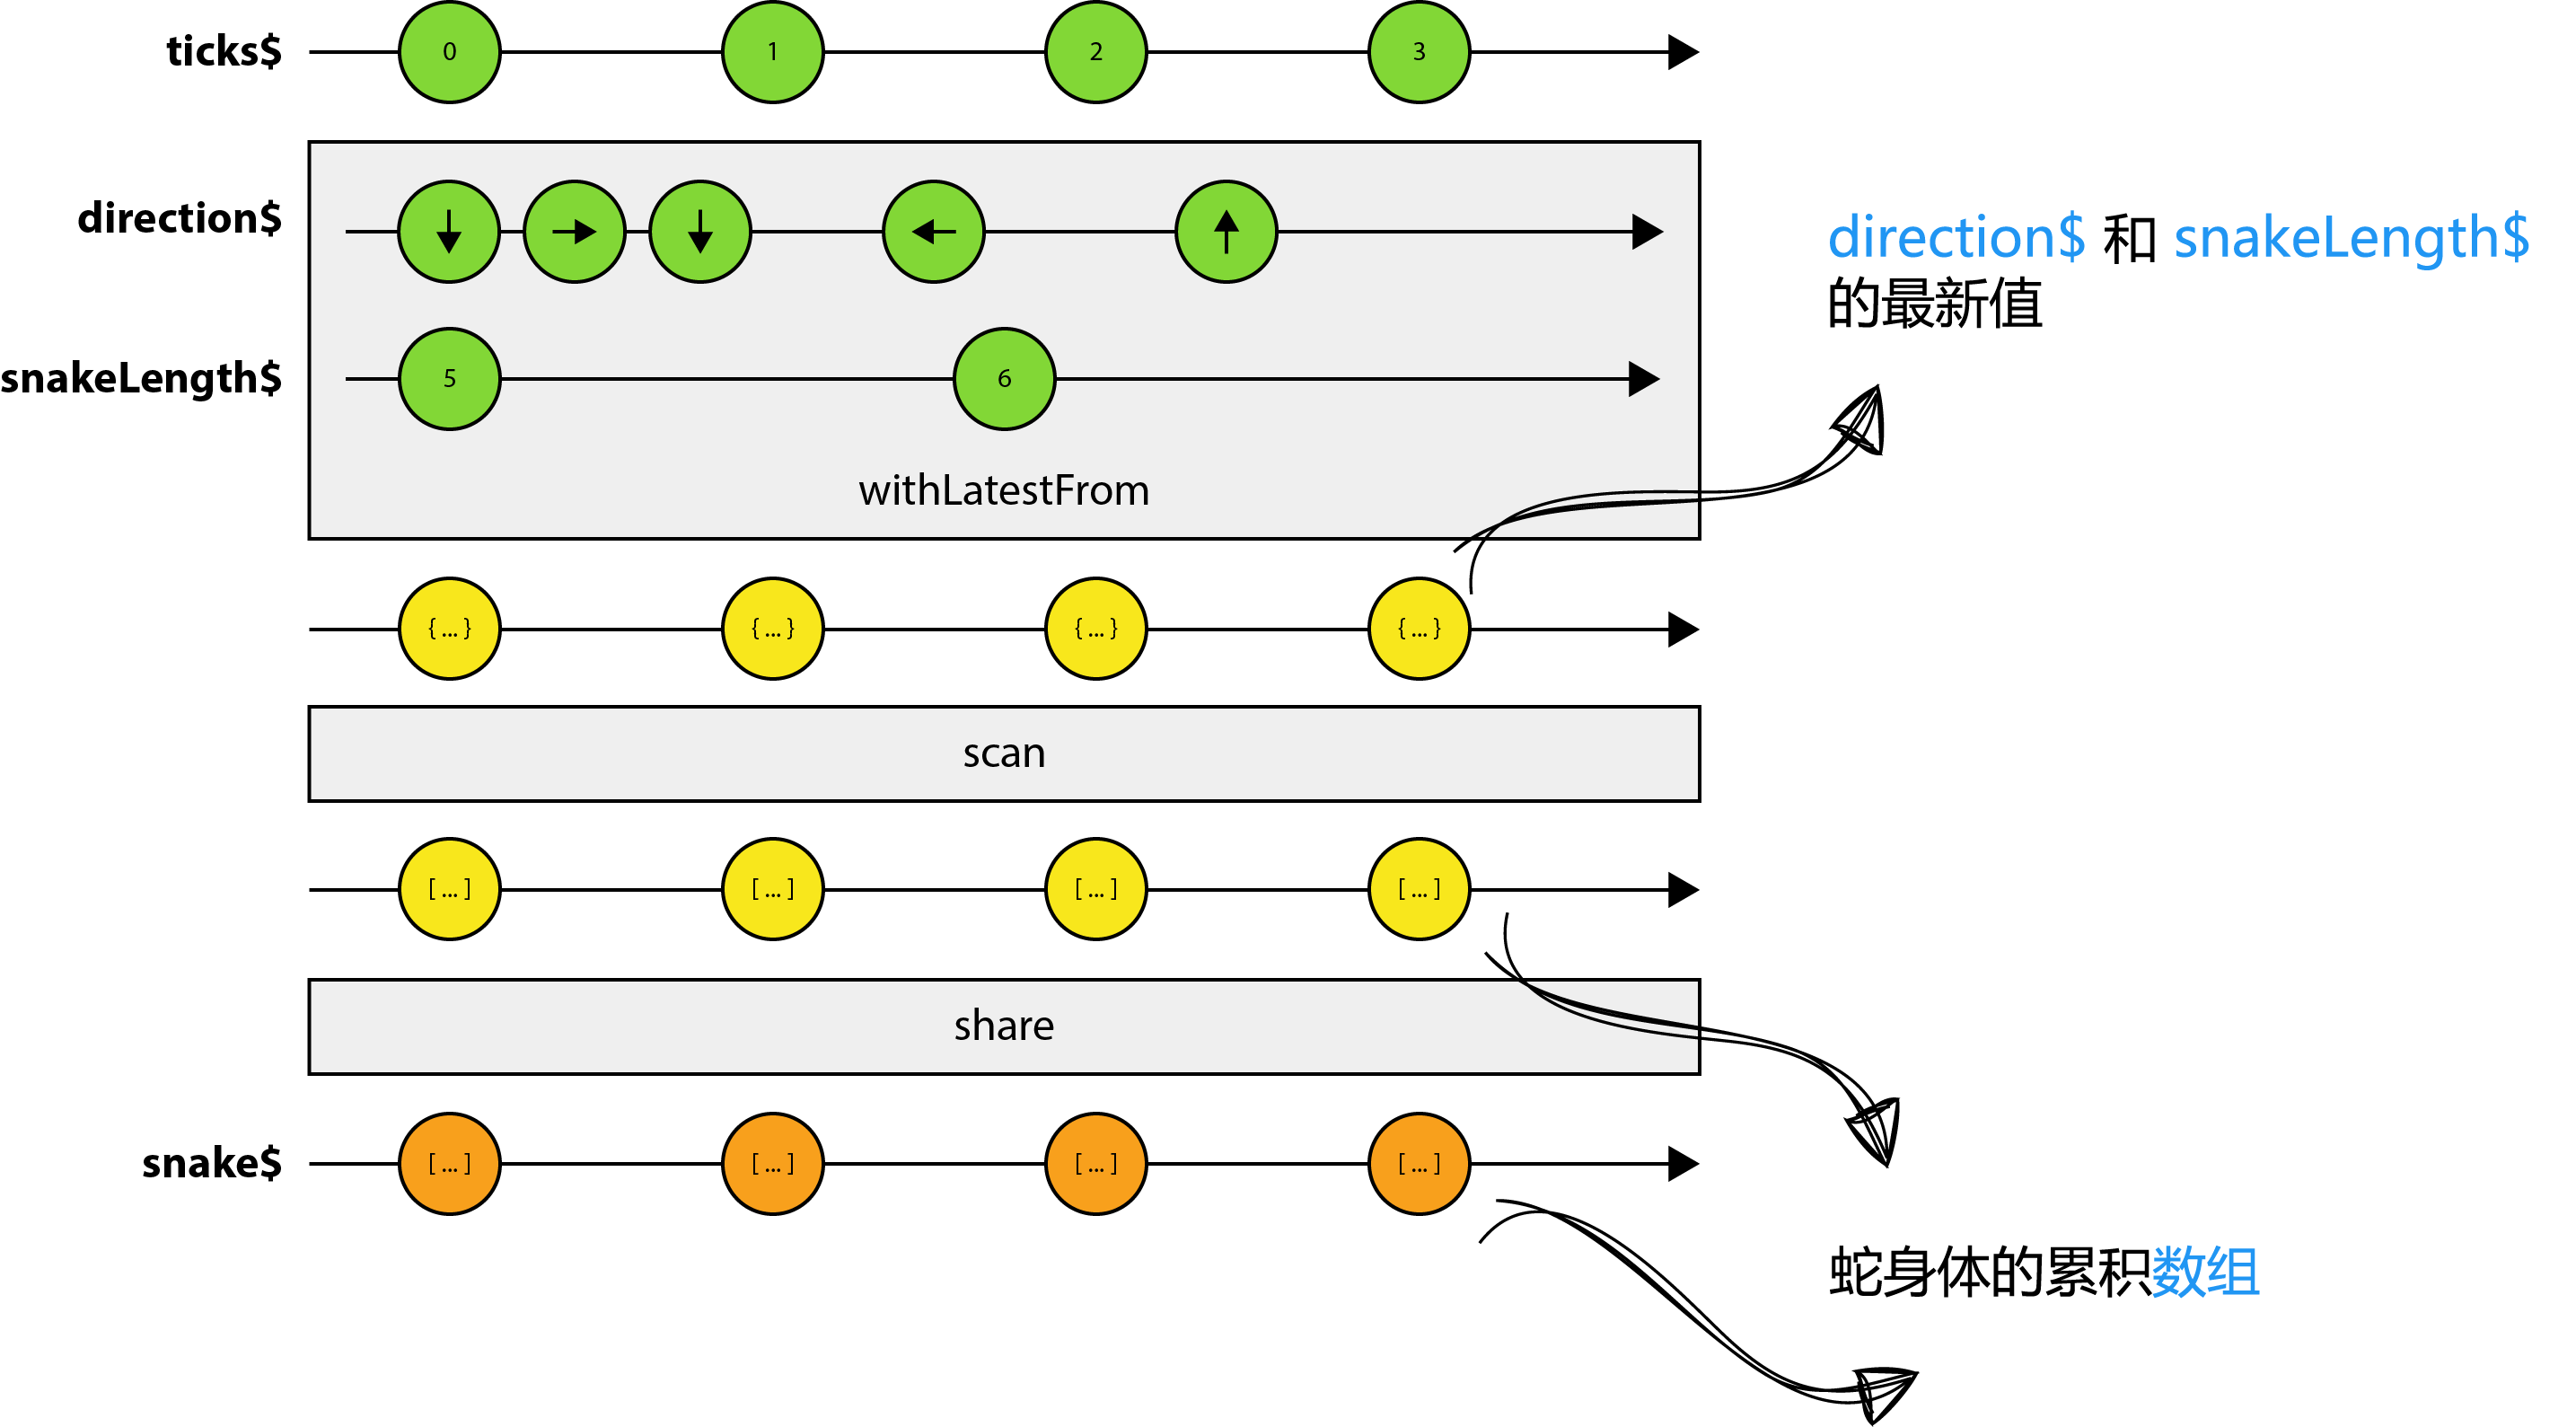 ticks$
0 1 2 3
direction$
direction$ 和 snakeLength$
的最新值
snakeLength$
5 6
withLatestFrom
{ ... } { ... } { ... } { ... }
scan
[ ... ] [ ... ] [ ... ] [ ... ]
share
snake$
[ ... ] [ ... ] [ ... ] [ ... ]
蛇身体的累积数组